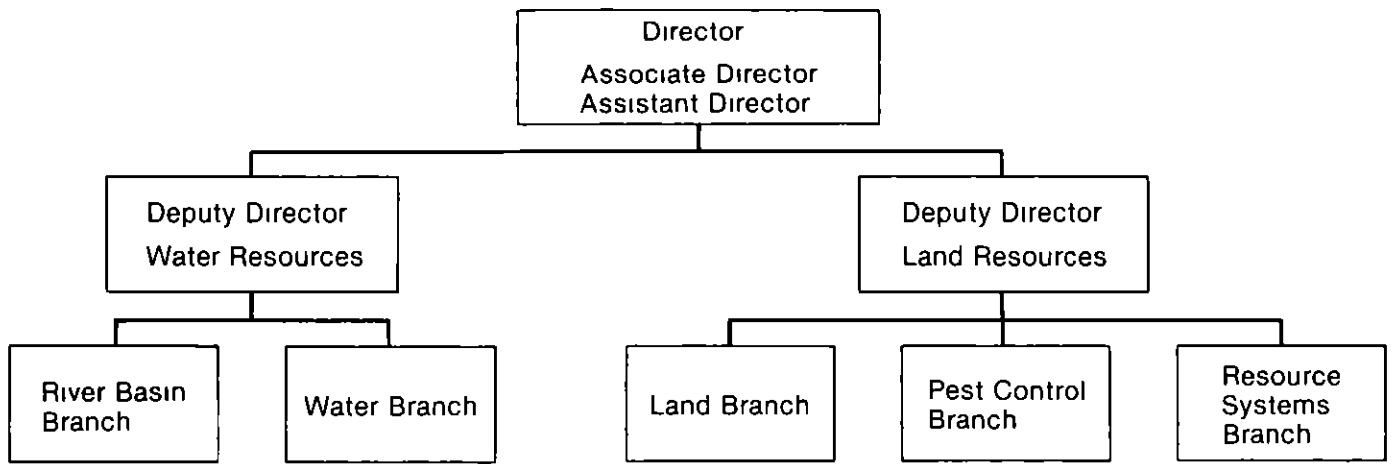 Director
Associate Director
Assistant Director
Deputy Director
Water Resources
Deputy Director
Land Resources
River Basin
Branch
Water Branch
Land Branch
Pest Control
Branch
Resource
Systems
Branch